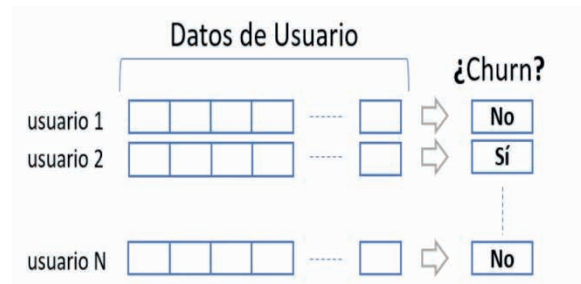 Datos de Usuario
¿Churn?
usuario 1 No
usuario 2 Sí
usuario N No